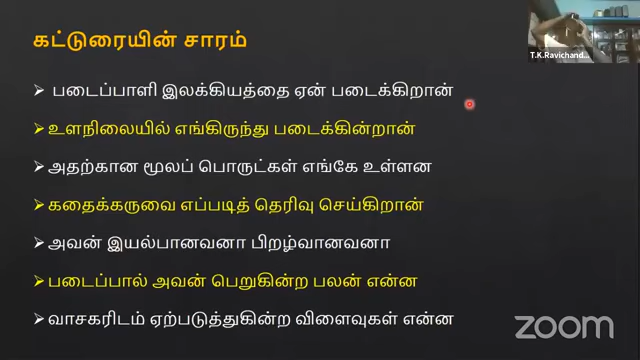 கட்டுரையின் சாரம்
T.K.Ravichand...
படைப்பாளி இலக்கியத்தை ஏன் படைக்கிறான்
உளநிலையில் எங்கிருந்து படைக்கின்றான்
அதற்கான மூலப் பொருட்கள் எங்கே உள்ளன
கதைக்கருவை எப்படித் தெரிவு செய்கிறான்
அவன் இயல்பானவனா பிறழ்வானவனா
படைப்பால் அவன் பெறுகின்ற பலன் என்ன
வாசகரிடம் ஏற்படுத்துகின்ற விளைவுகள் என்ன
zoom